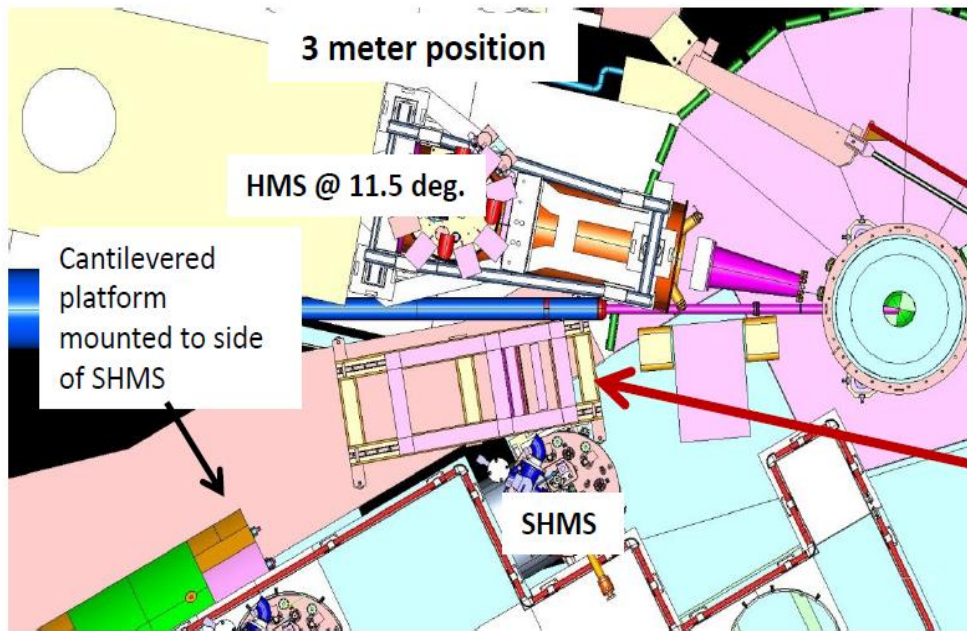 3 meter position
HMS @ 11.5 deg.
Cantilevered
platform
mounted to side
of SHMS
SHMS